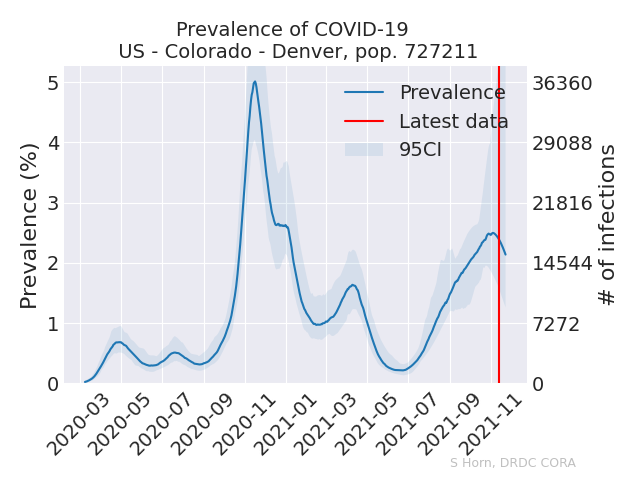 Prevalence of COVID-19
US - Colorado - Denver, pop. 727211
Prevalence (%)
5
4
3
2
1
0
Prevalence
Latest data
95CI
36360
29088
21816
14544
7272
0
# of infections
2020-03
2020-05
2020-07
2020-09
2020-11
2021-01
2021-03
2021-05
2021-07
2021-09
2021-11
S Horn, DRDC CORA